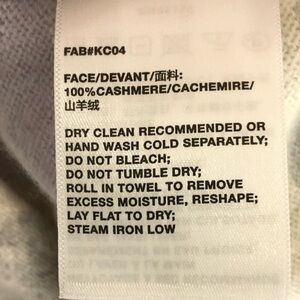 FAB#KC04
FACE/DEVANT/面料:
100%CASHMERE/CACHEMIRE/
山羊绒
DRY CLEAN RECOMMENDED OR
HAND WASH COLD SEPARATELY;
DO NOT BLEACH;
DO NOT TUMBLE DRY;
ROLL IN TOWEL TO REMOVE
EXCESS MOISTURE, RESHAPE;
LAY FLAT TO DRY;
STEAM IRON LOW